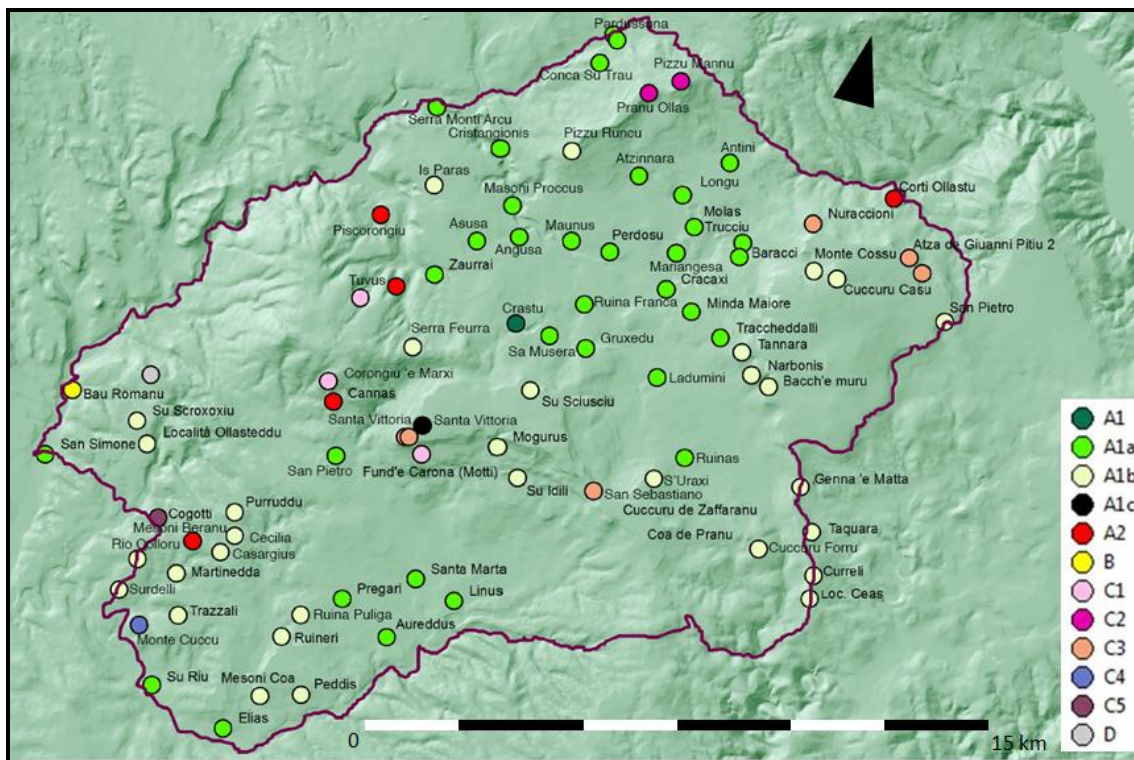 Pardussuna
Conca Su Trau
Pizzu Mannu
Pranu Ollas
Serra Monti Arcu
Cristangionis
Pizzu Runcu
Antini
Atzinnara
Is Paras
Longu
Corti Ollastu
Masoni Proccus
Nuraccioni
Piscorongiu
Molas
Trucciu
Asusa
Angusa
Maunus
Perdosu
Baracci
Monte Cossu
Atza de Giuanni Pitiu 2
Zaurrai
Mariangesa
Cracaxi
Cuccuru Casu
Tuvus
Ruina Franca
Minda Maiore
San Pietro
Crastu
Serra Feurra
Sa Musera
Gruxedu
Traccheddalli
Tannara
Narbonis
Bacch'e muru
Ladumini
Bau Romanu
Corongiu 'e Marxi
Cannas
Su Sciusciu
Su Scroxoxiu
Santa Vittoria
Santa Vittoria
Località Ollasteddu
San Simone
Mogurus
San Pietro
Fund'e Carona (Motti)
Ruinas
Su Idili
S'Uraxi
San Sebastiano
Genna 'e Matta
Cuccuru de Zaffaranu
Purruddu
Cogotti
Mesoni Beranu
Cecilia
Rio Colloru
Casargius
Coa de Pranu
Taquara
Cuccuru Forru
Martinedda
Surdelli
Santa Marta
Curreli
Pregari
Linus
Loc. Ceas
Trazzali
Ruina Puliga
Monte Cuccu
Ruineri
Aureddus
Su Riu
Mesoni Coa
Peddis
Elias
0
15 km
A1
A1a
A1b
A1c
A2
B
C1
C2
C3
C4
C5
D